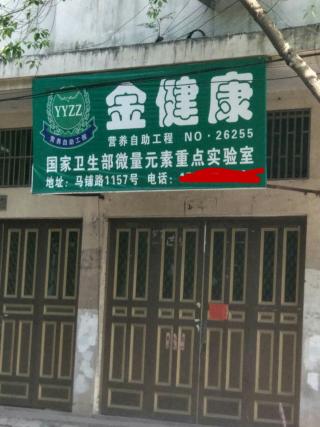 金健康
YYZZ
营养自助工程
营养自助工程 NO·26255
国家卫生部微量元素重点实验室
地址：马铺路1157号 电话：